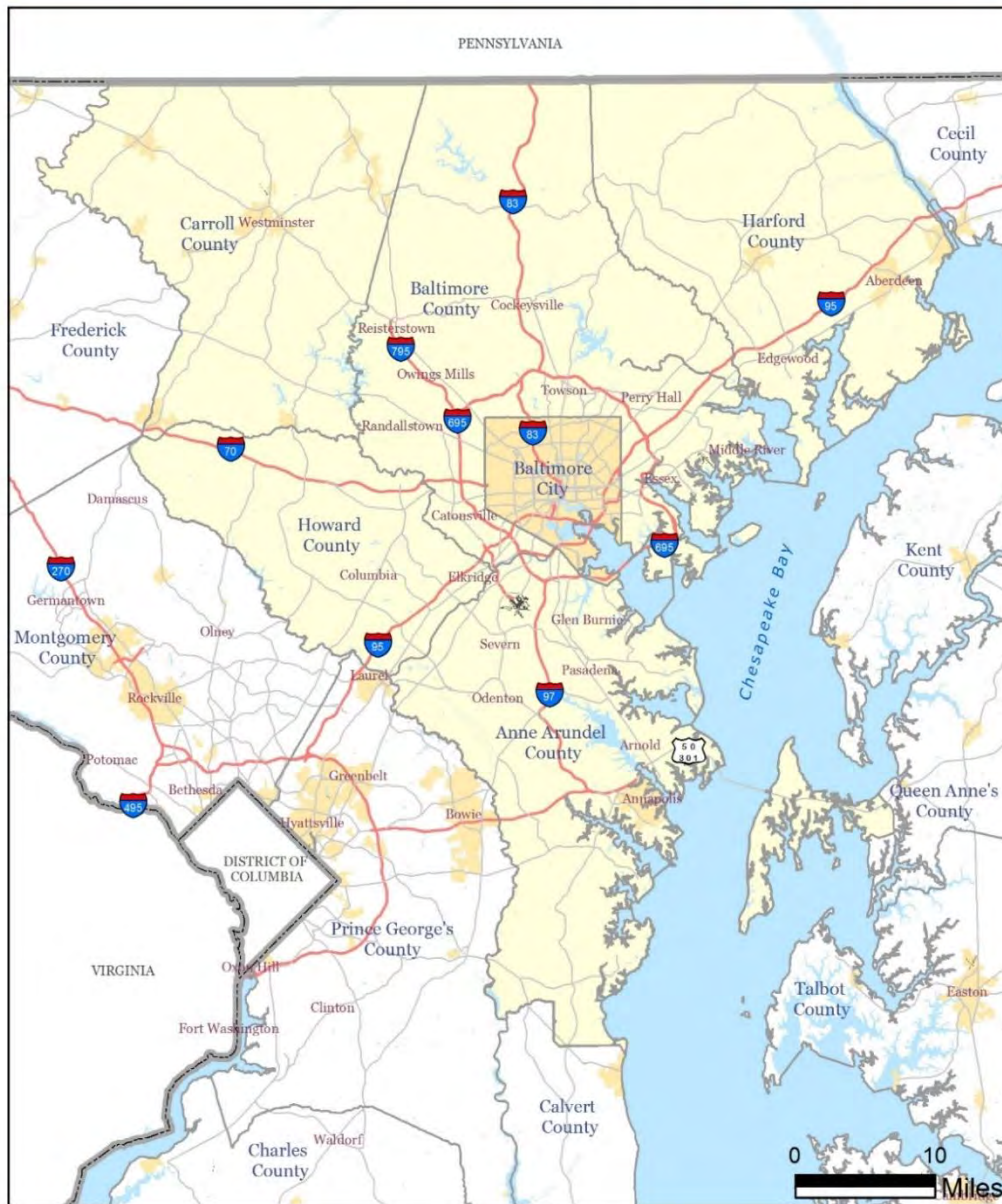 PENNSYLVANIA
Cecil
County
83
Carroll
County
Westminster
Harford
County
Baltimore
County
Cockeysville
Aberdeen
95
Frederick
County
Reisterstown
795
Edgewood
Owings Mills
Towson
Perry Hall
Randallstown
695
83
70
Middle River
Baltimore
City
Essex
Damascus
Catonsville
Howard
County
695
Kent
County
270
Columbia
Elkridge
Germantown
Glen Burnie
Chesapeake Bay
Montgomery
County
Olney
95
Severn
Laurel
Pasadena
Rockville
Odenton
97
Anne Arundel
County
Arnold
50
301
Potomac
Greenbelt
Bethesda
495
Annapolis
Queen Anne's
County
Hyattsville
Bowie
DISTRICT OF
COLUMBIA
Prince George's
County
VIRGINIA
Oxon Hill
Talbot
County
Easton
Clinton
Fort Washington
Calvert
County
Charles
County
Waldorf
0 10
Miles